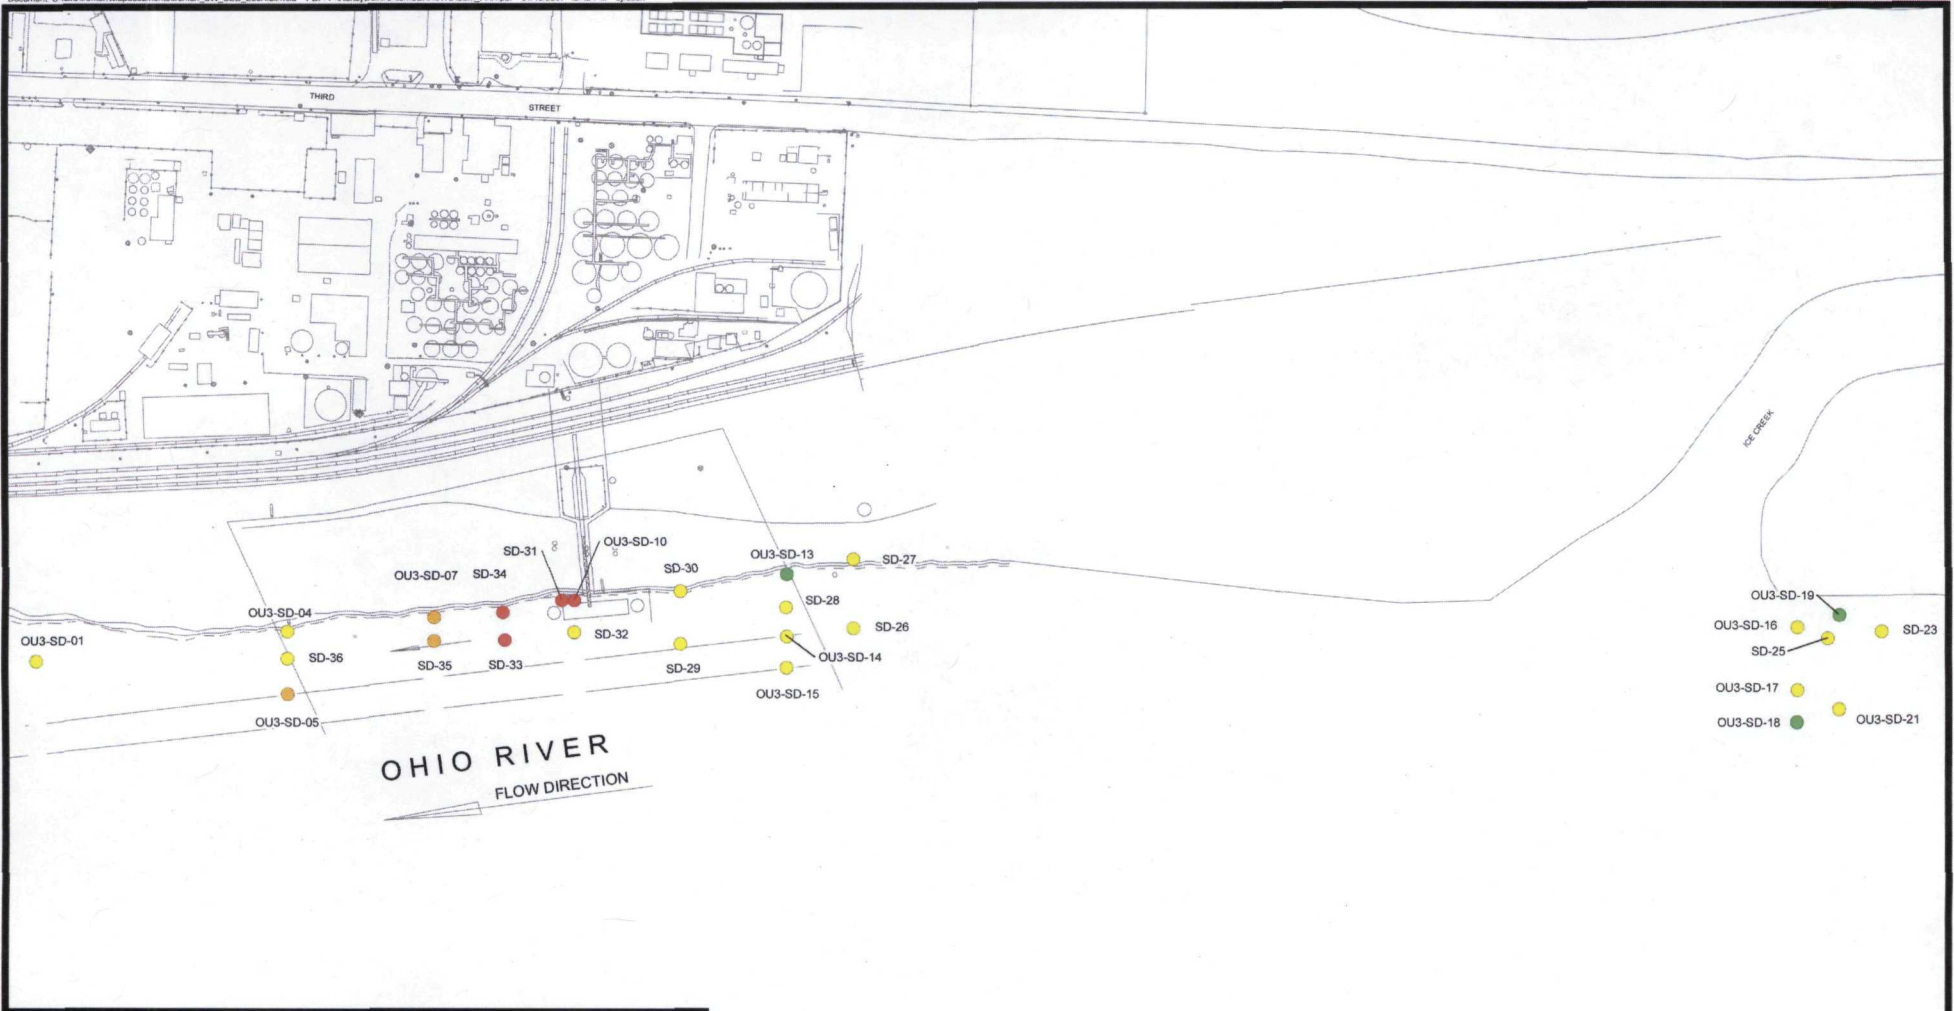 THIRD
STREET
ICE CREEK
OU3-SD-10
SD-31
OU3-SD-13
SD-27
SD-30
OU3-SD-07
SD-34
OU3-SD-19
SD-28
OU3-SD-04
OU3-SD-16
SD-26
SD-23
SD-32
OU3-SD-01
SD-25
SD-36
OU3-SD-14
SD-35
SD-33
SD-29
OU3-SD-17
OU3-SD-15
OU3-SD-21
OU3-SD-05
OU3-SD-18
OHIO RIVER
FLOW DIRECTION